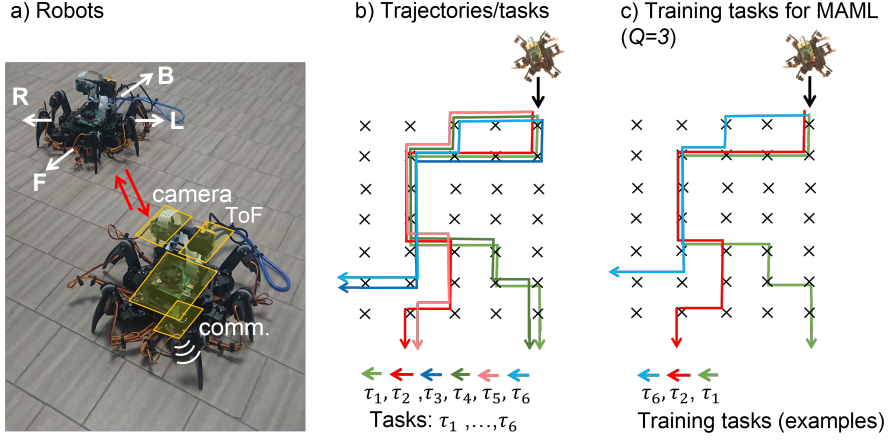 a) Robots
b) Trajectories/tasks
c) Training tasks for MAML
(Q=3)
B
R
L
F
camera
ToF
comm.
τ1, τ2 ,τ3, τ4, τ5, τ6
Tasks: τ1 ,…,τ6
τ6, τ2, τ1
Training tasks (examples)